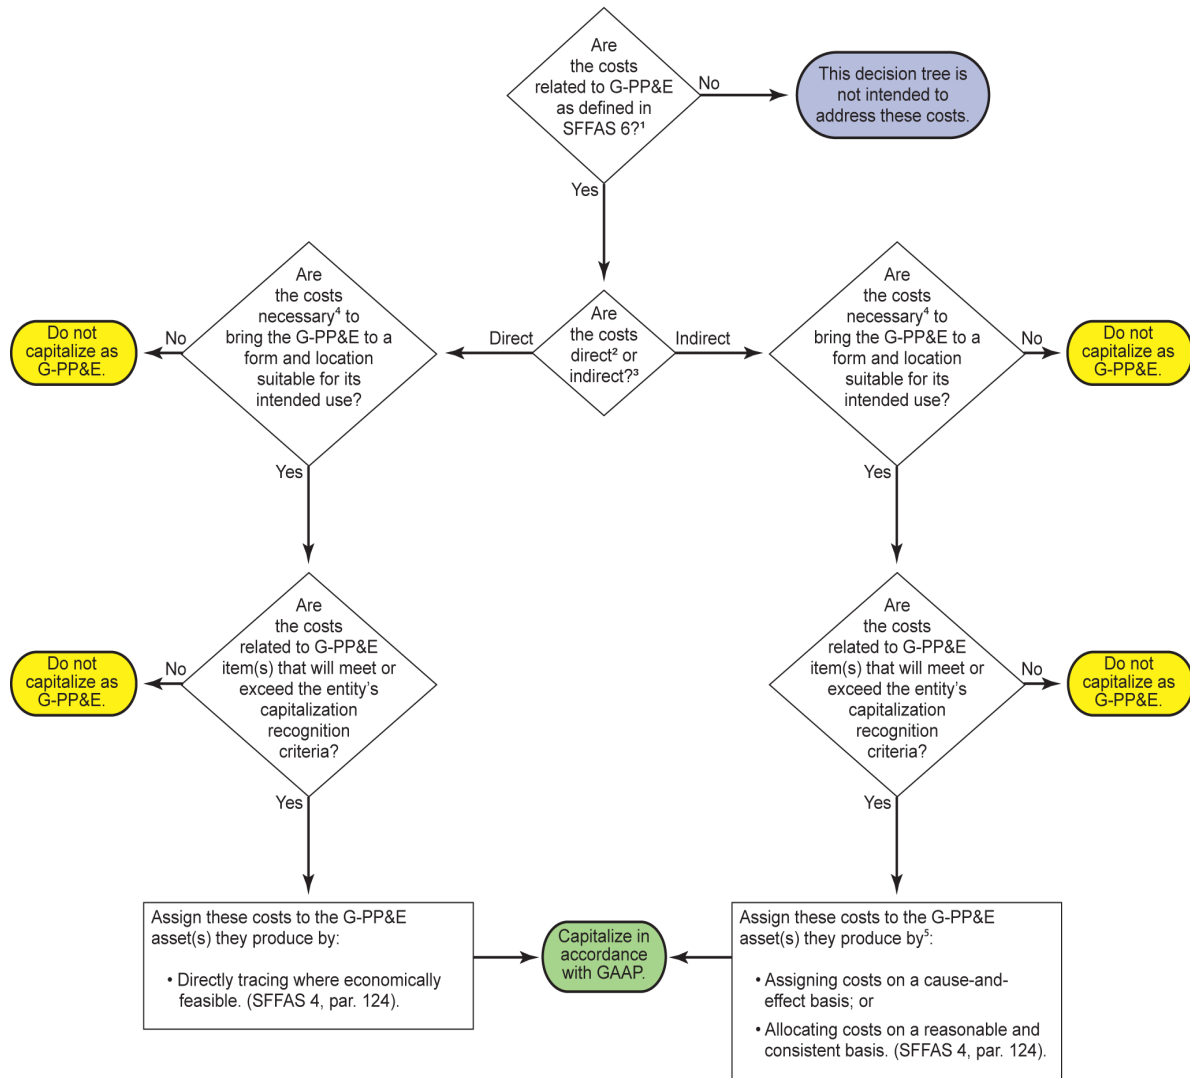 Are
the costs
related to G-PP&E
as defined in
SFFAS 6?¹
No
This decision tree is
not intended to
address these costs.
Yes
Are
the costs
direct² or
indirect?³
Direct
Indirect
Are
the costs
necessary⁴ to
bring the G-PP&E to a
form and location
suitable for its
intended use?
No
Do not
capitalize as
G-PP&E.
Yes
Are
the costs
related to G-PP&E
item(s) that will meet or
exceed the entity’s
capitalization
recognition
criteria?
No
Do not
capitalize as
G-PP&E.
Yes
Assign these costs to the G-PP&E
asset(s) they produce by:
• Directly tracing where economically
feasible. (SFFAS 4, par. 124).
Are
the costs
necessary⁴ to
bring the G-PP&E to a
form and location
suitable for its
intended use?
No
Do not
capitalize as
G-PP&E.
Yes
Are
the costs
related to G-PP&E
item(s) that will meet or
exceed the entity’s
capitalization
recognition
criteria?
No
Do not
capitalize as
G-PP&E.
Yes
Assign these costs to the G-PP&E
asset(s) they produce by⁵:
• Assigning costs on a cause-and-
effect basis; or
• Allocating costs on a reasonable and
consistent basis. (SFFAS 4, par. 124).
Capitalize in
accordance
with GAAP.